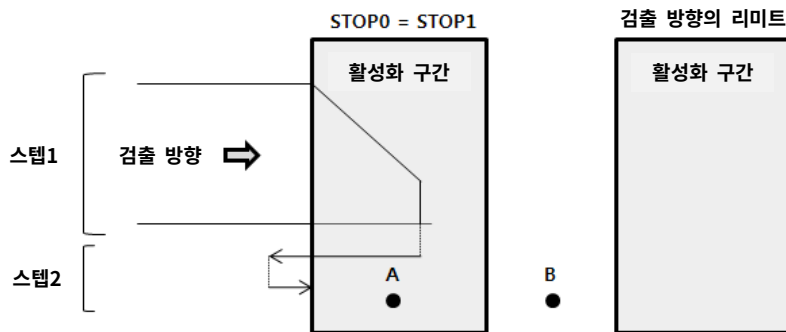 STOP0 = STOP1
검출 방향의 리미트
활성화 구간
활성화 구간
스텝1
검출 방향
스텝2
A
B